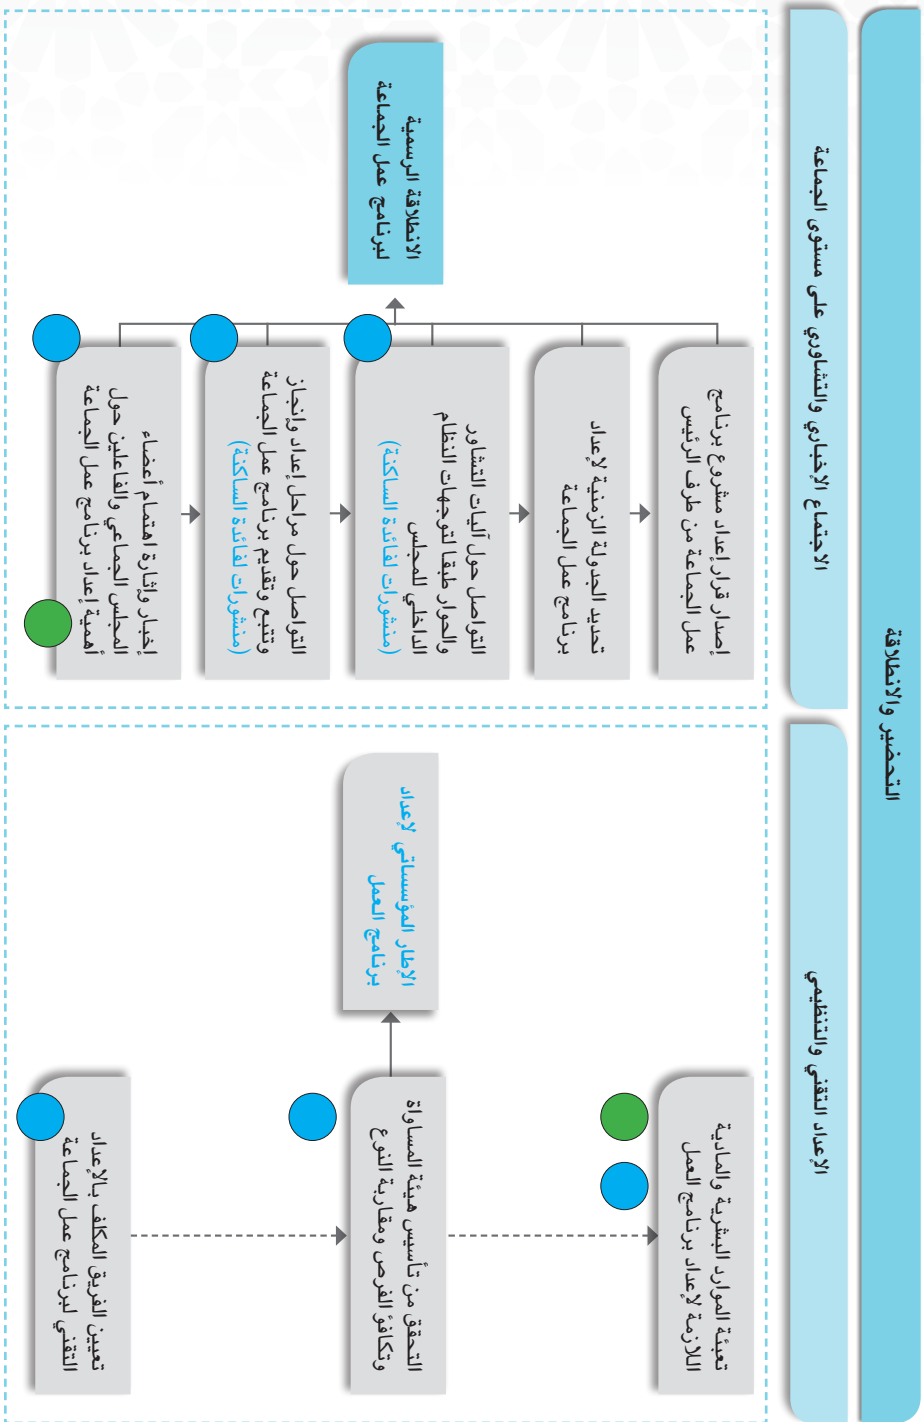 التحضير والانطلاقة
الإعداد التقني والتنظيمي
الاجتماع الإخباري والتشاوري على مستوى الجماعة
تعبئة الموارد البشرية والمادية
اللازمة لإعداد برنامج العمل
التحقق من تأسيس هيئة المساواة
وتكافؤ الفرص ومقاربة النوع
تعيين الفريق المكلف بالإعداد
التقني لبرنامج عمل الجماعة
الإطار المؤسساتي لإعداد
برنامج العمل
إصدار قرار إعداد مشروع برنامج
عمل الجماعة من طرف الرئيس
تحديد الجدولة الزمنية لإعداد
برنامج عمل الجماعة
التواصل حول آليات التشاور
والحوار طبقا لتوجهات النظام
الداخلي للمجلس
(منشورات لفائدة الساكنة)
التواصل حول مراحل إعداد وإنجاز
وتتبع وتقديم برنامج عمل الجماعة
(منشورات لفائدة الساكنة)
إخبار وإثارة اهتمام أعضاء
المجلس الجماعي والفاعلين حول
أهمية إعداد برنامج عمل الجماعة
الانطلاقة الرسمية
لبرنامج عمل الجماعة